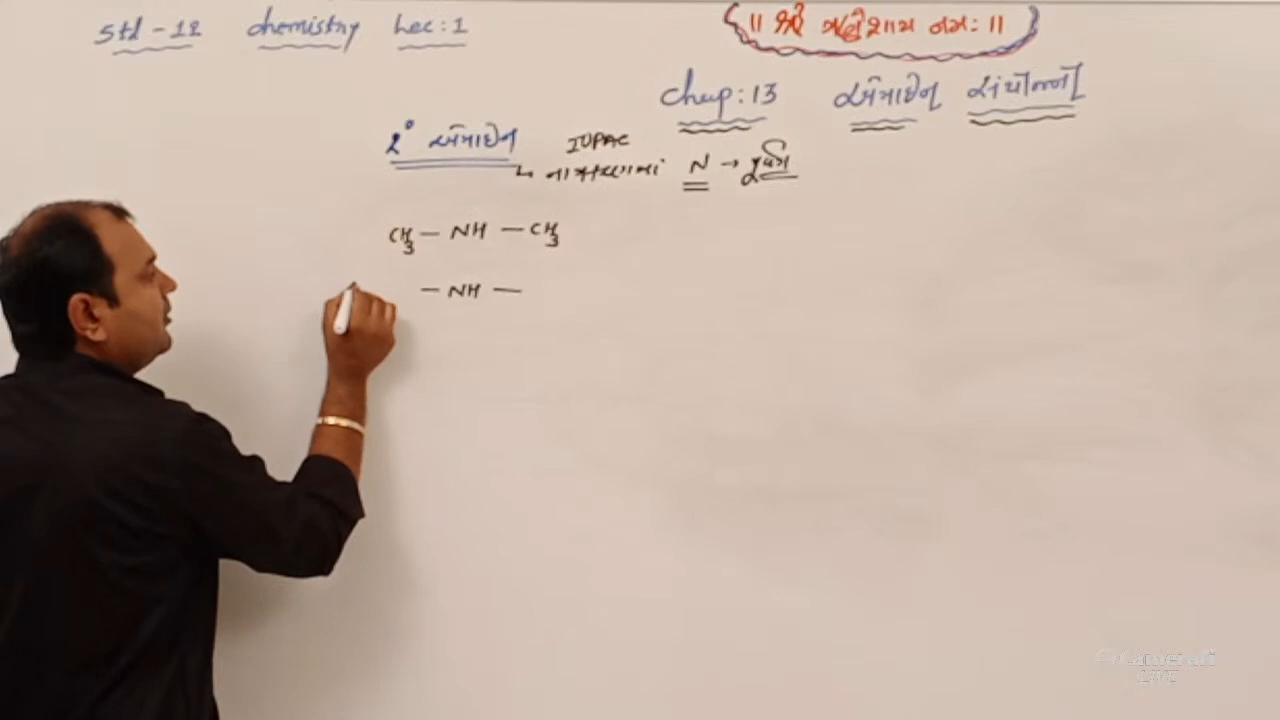 Std - 12 chemistry Lec : 1
॥ શ્રી ગણેશાય નમઃ ॥
Chap : 13 એમાઈન સંયોજનો
2° એમાઈન
IUPAC
↳ નામકરણમાં N → પૂર્વગ
CH3 — NH — CH3
— NH —